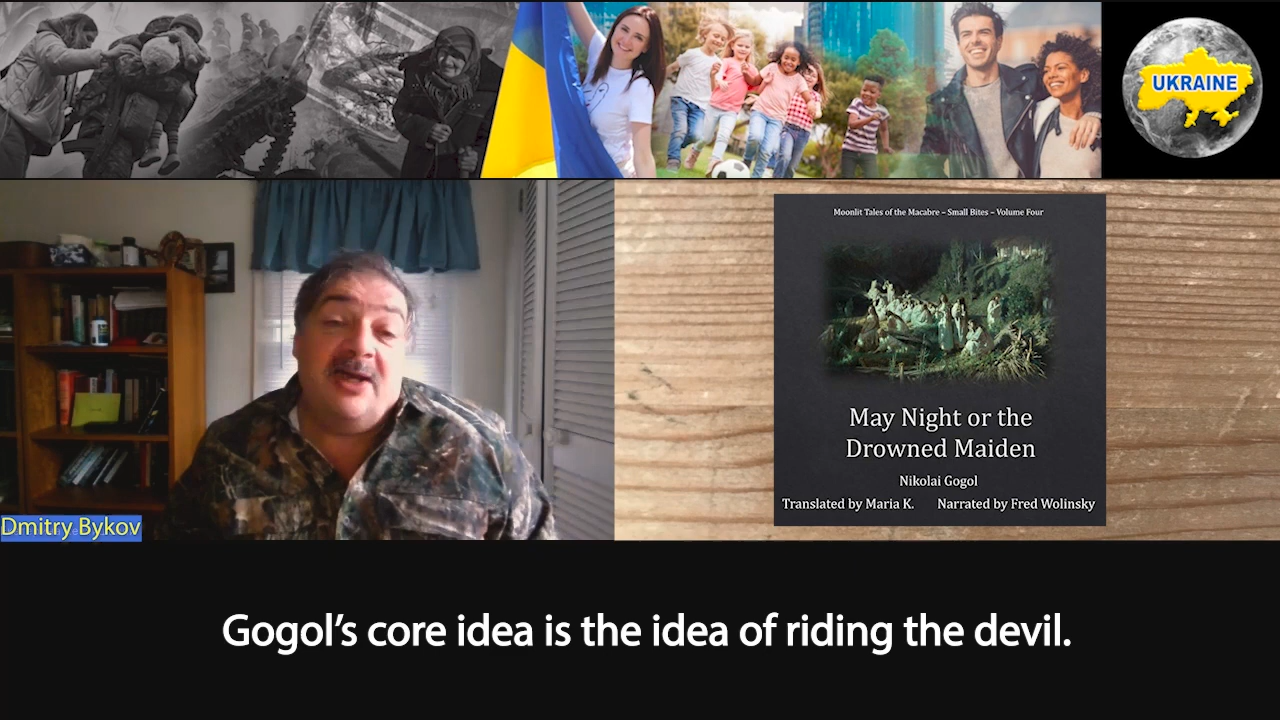 UKRAINE
Moonlit Tales of the Macabre – Small Bites – Volume Four
May Night or the
Drowned Maiden
Nikolai Gogol
Translated by Maria K. Narrated by Fred Wolinsky
Dmitry Bykov
Gogol’s core idea is the idea of riding the devil.